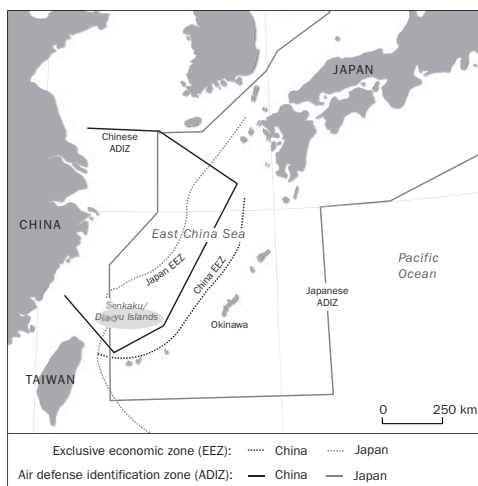 JAPAN
Chinese
ADIZ
CHINA
East China Sea
Japan EEZ
China EEZ
Pacific
Ocean
Senkaku/
Diaoyu Islands
Japanese
ADIZ
Okinawa
TAIWAN
0 250 km
Exclusive economic zone (EEZ): China Japan
Air defense identification zone (ADIZ): China Japan